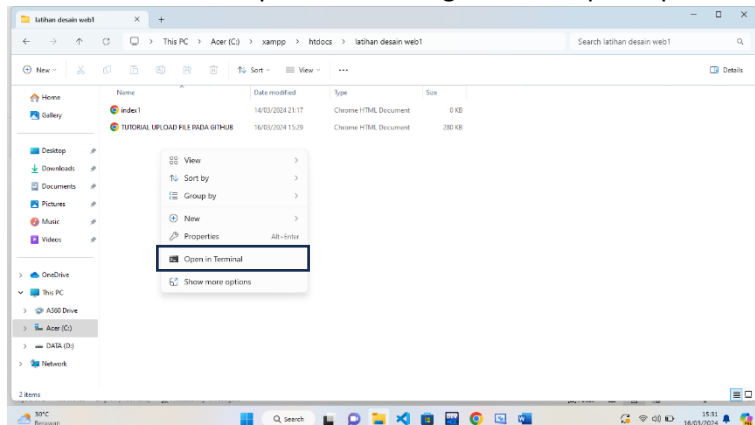 latihan desain web1
This PC > Acer (C:) > xampp > htdocs > latihan desain web1
Search latihan desain web1
New
Sort
View
Details
Name
Date modified
Type
Size
index1
14/03/2024 21:17
Chrome HTML Document
0 KB
TUTORIAL UPLOAD FILE PADA GITHUB
16/03/2024 15:29
Chrome HTML Document
280 KB
Home
Gallery
Desktop
Downloads
Documents
Pictures
Music
Videos
OneDrive
This PC
A360 Drive
Acer (C:)
DATA (D:)
Network
View
Sort by
Group by
New
Properties
Alt+Enter
Open in Terminal
Show more options
2 items
30°C
Berawan
Search
15:31
16/03/2024